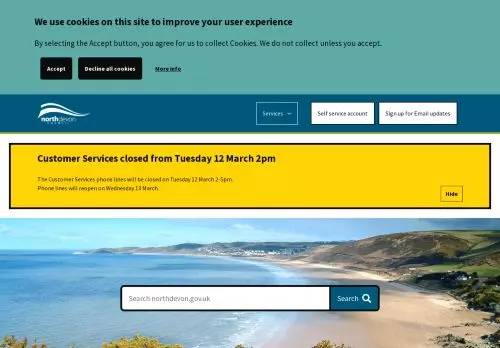 We use cookies on this site to improve your user experience
By selecting the Accept button, you agree for us to collect Cookies. We do not collect unless you accept.
Accept
Decline all cookies
More info
northdevon
Services
Self service account
Sign up for Email updates
Customer Services closed from Tuesday 12 March 2pm
The Customer Services phone lines will be closed on Tuesday 12 March 2-5pm.
Phone lines will reopen on Wednesday 13 March.
Hide
Search northdevon.gov.uk
Search